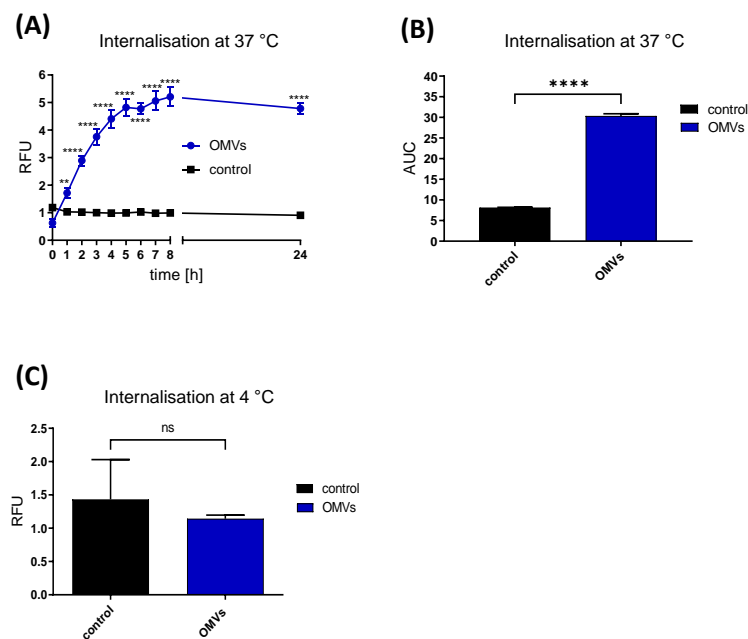 (A)
Internalisation at 37 °C
RFU
6
5
4
3
2
1
0
** **** **** **** **** **** **** **** ****
OMVs
control
0 1 2 3 4 5 6 7 8 24
time [h]
(B)
Internalisation at 37 °C
AUC
40
35
30
25
20
15
10
5
0
****
control
OMVs
control OMVs
(C)
Internalisation at 4 °C
RFU
2.5
2.0
1.5
1.0
0.5
0.0
ns
control
OMVs
control OMVs